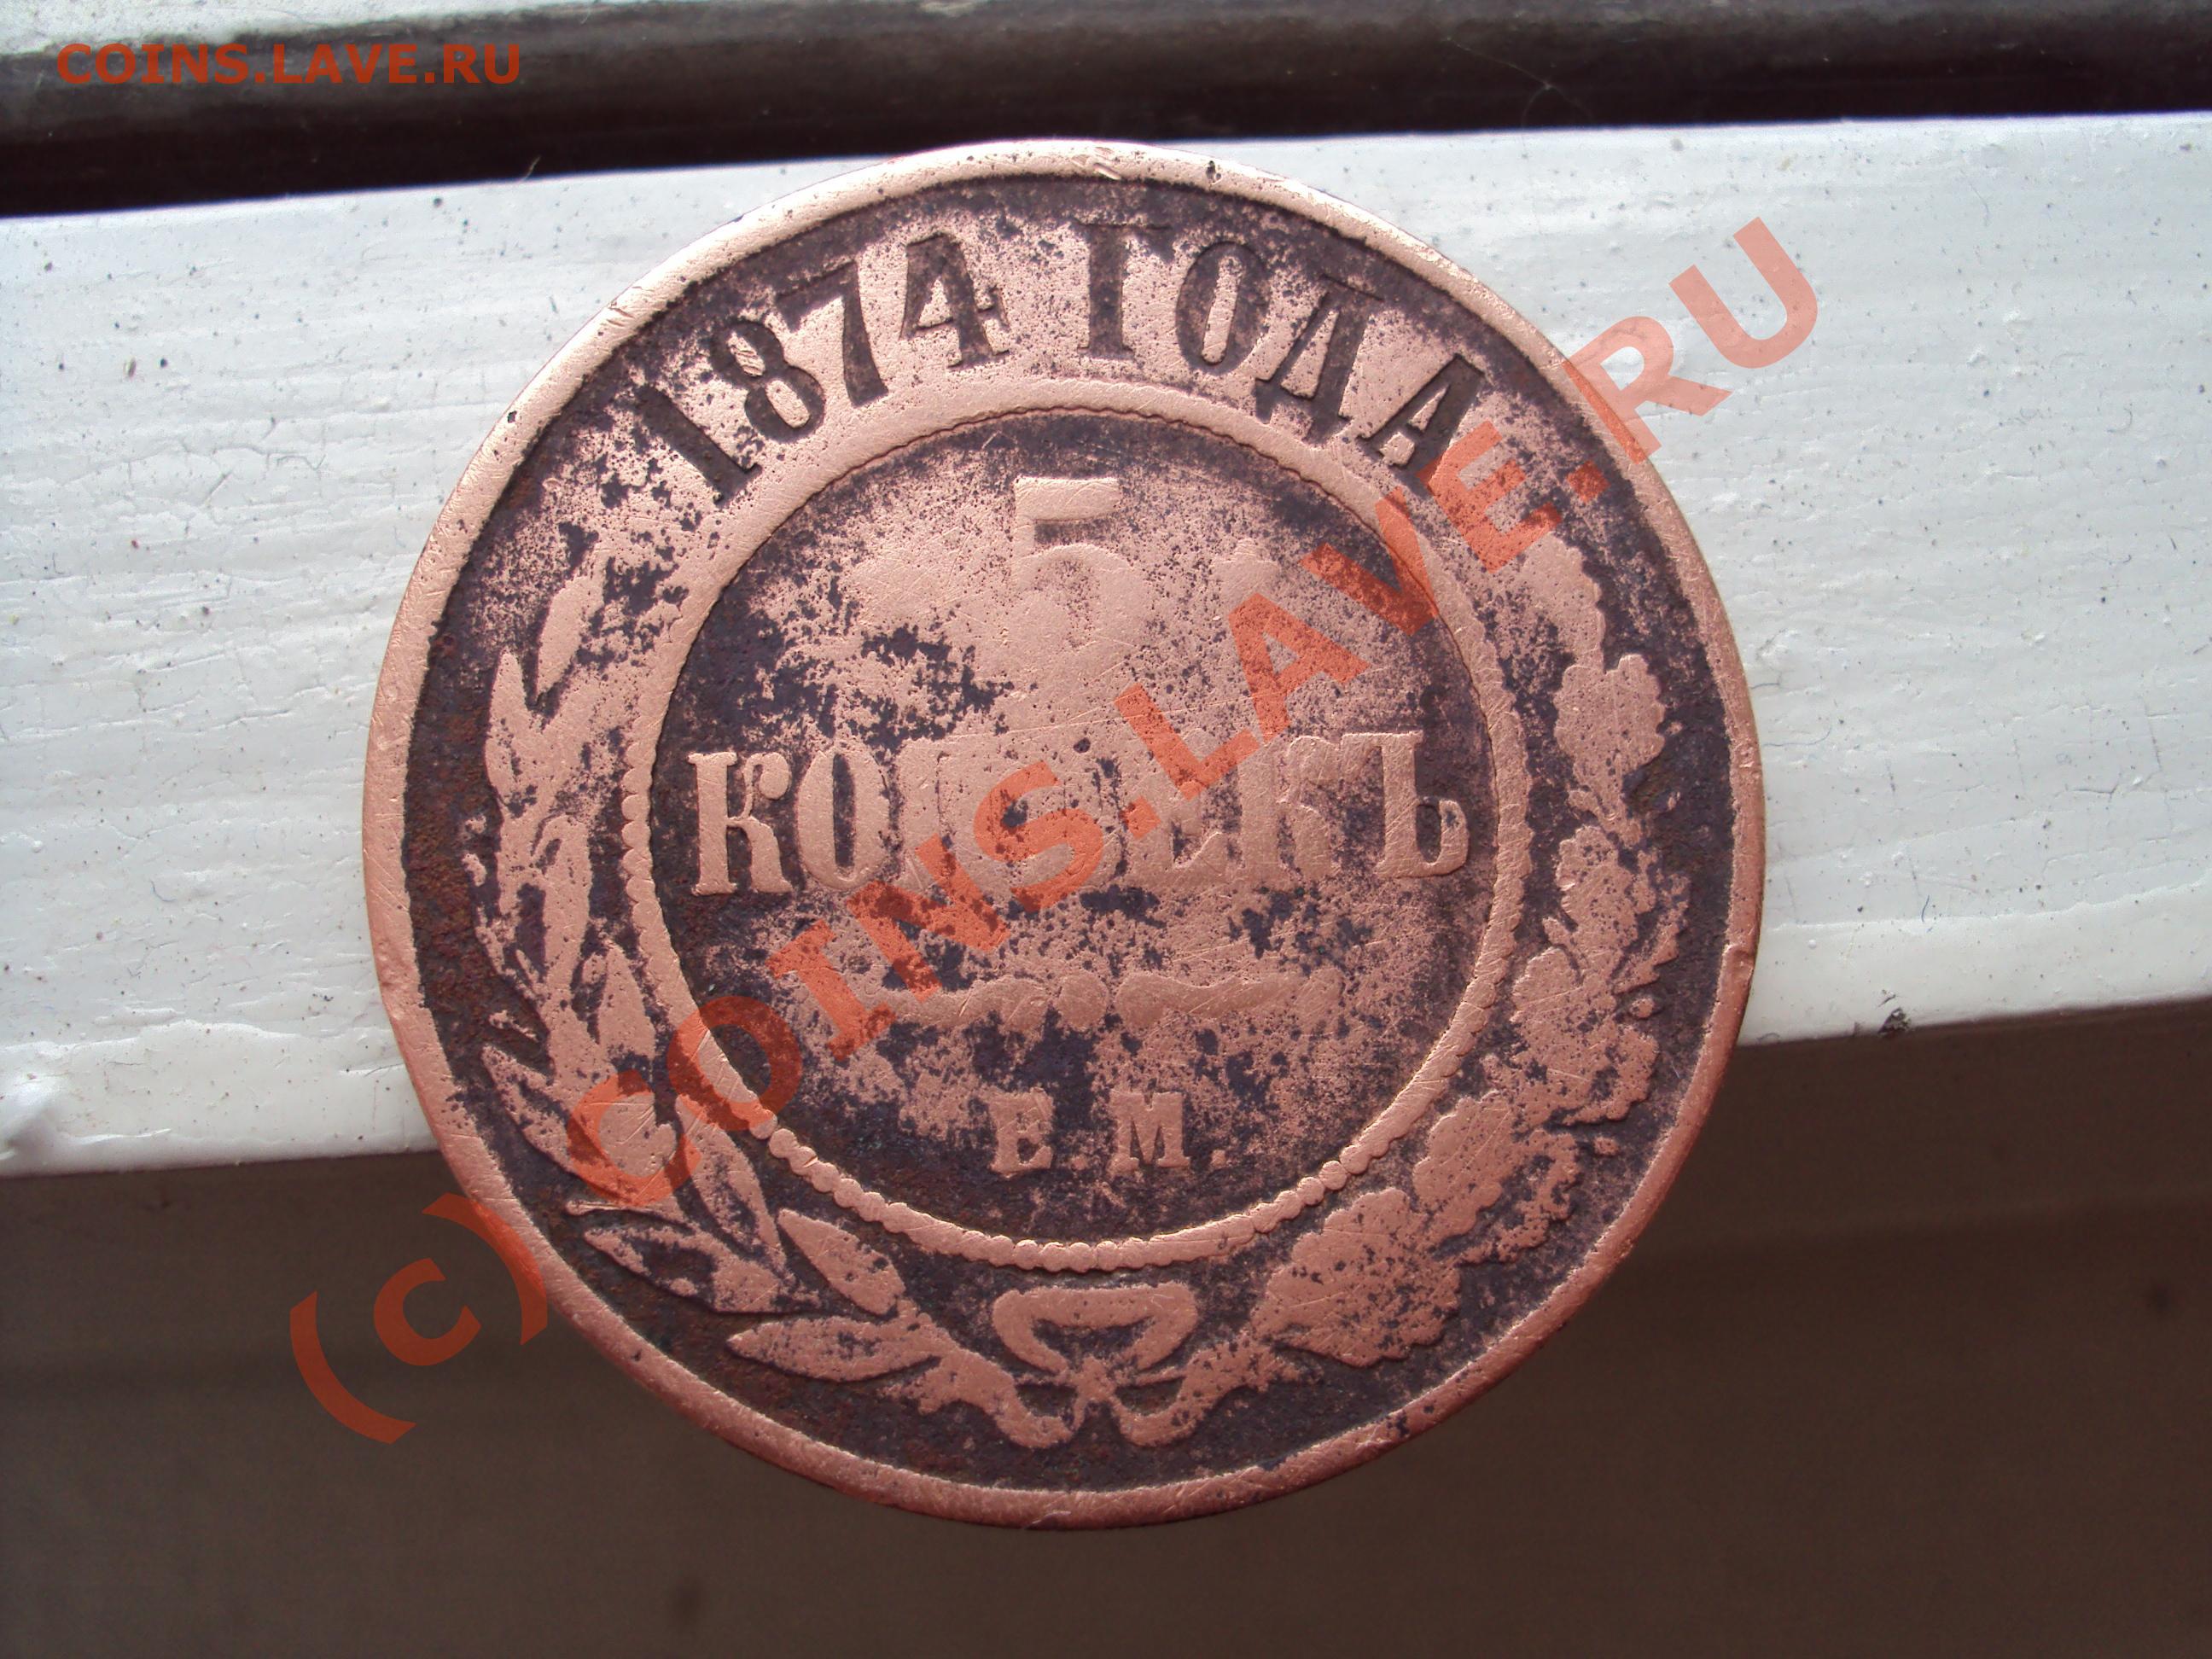 COINS.LAVE.RU
1874 ГОДА
5
КОПѢЕКЪ
Е.М.
(c) COINS.LAVE.RU